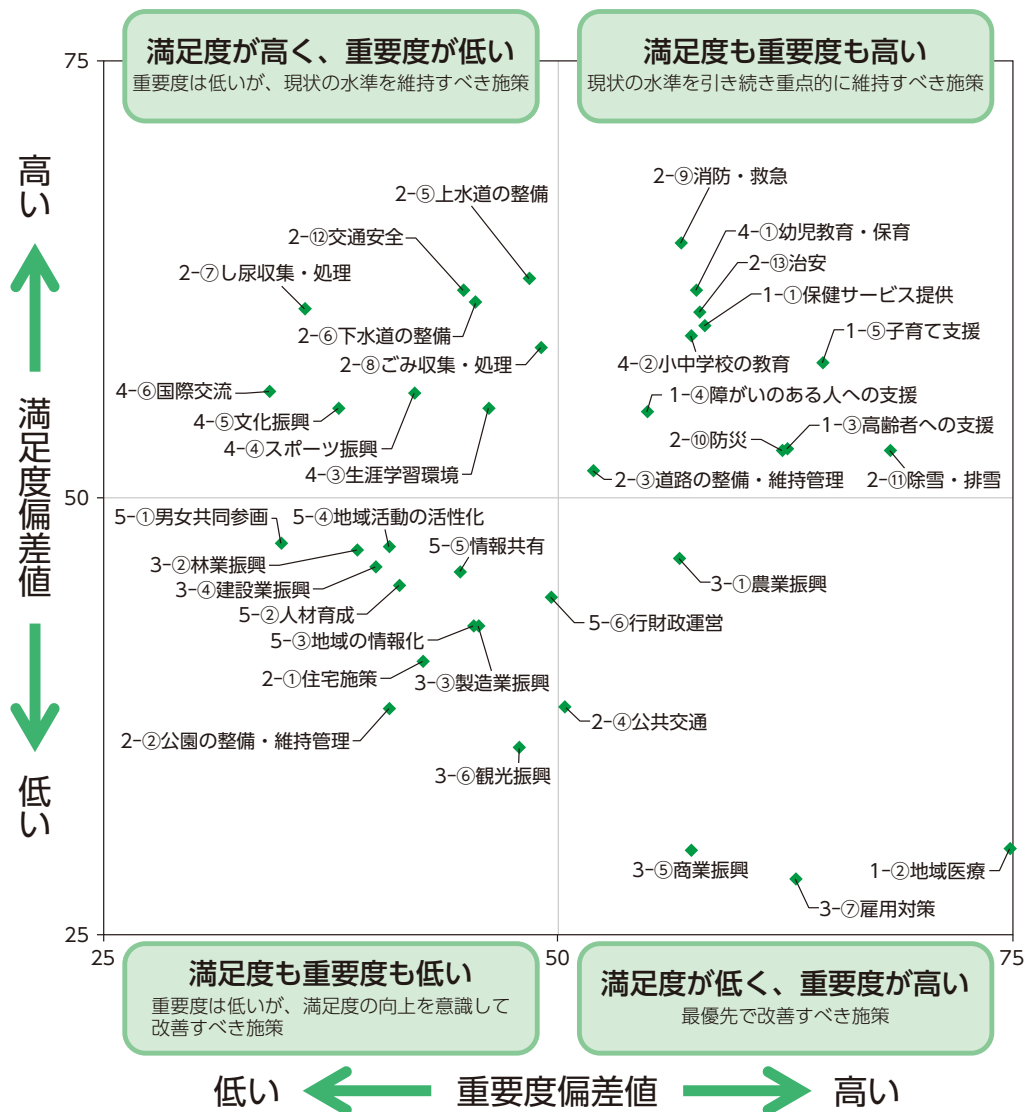 満足度が高く、重要度が低い
重要度は低いが、現状の水準を維持すべき施策
満足度も重要度も高い
現状の水準を引き続き重点的に維持すべき施策
75
高い
満足度偏差値
低い
2-⑨消防・救急
2-⑤上水道の整備
4-①幼児教育・保育
2-⑫交通安全
2-⑬治安
2-⑦し尿収集・処理
1-①保健サービス提供
1-⑤子育て支援
2-⑥下水道の整備
2-⑧ごみ収集・処理
4-②小中学校の教育
4-⑥国際交流
1-④障がいのある人への支援
4-⑤文化振興
1-③高齢者への支援
4-④スポーツ振興
2-⑩防災
4-③生涯学習環境
2-③道路の整備・維持管理
2-⑪除雪・排雪
50
5-①男女共同参画
5-④地域活動の活性化
5-⑤情報共有
3-②林業振興
3-①農業振興
3-④建設業振興
5-②人材育成
5-⑥行財政運営
5-③地域の情報化
2-①住宅施策
3-③製造業振興
2-④公共交通
2-②公園の整備・維持管理
3-⑥観光振興
3-⑤商業振興
1-②地域医療
3-⑦雇用対策
25
25
50
75
満足度も重要度も低い
重要度は低いが、満足度の向上を意識して
改善すべき施策
満足度が低く、重要度が高い
最優先で改善すべき施策
低い
重要度偏差値
高い